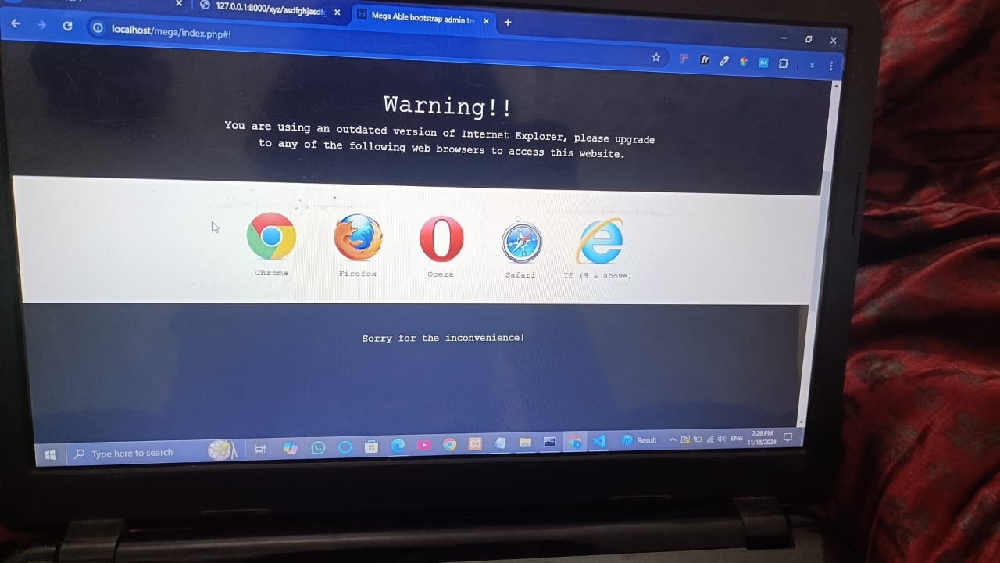 127.0.0.1:8000/xyz/asdfghjasdf
Mega Able bootstrap admin te
localhost/mega/index.php#!
Warning!!
You are using an outdated version of Internet Explorer, please upgrade
to any of the following web browsers to access this website.
Chrome
Firefox
Opera
Safari
IE (9 & above)
Sorry for the inconvenience!
Type here to search
Result
ENG
7:28 PM
11/18/2024